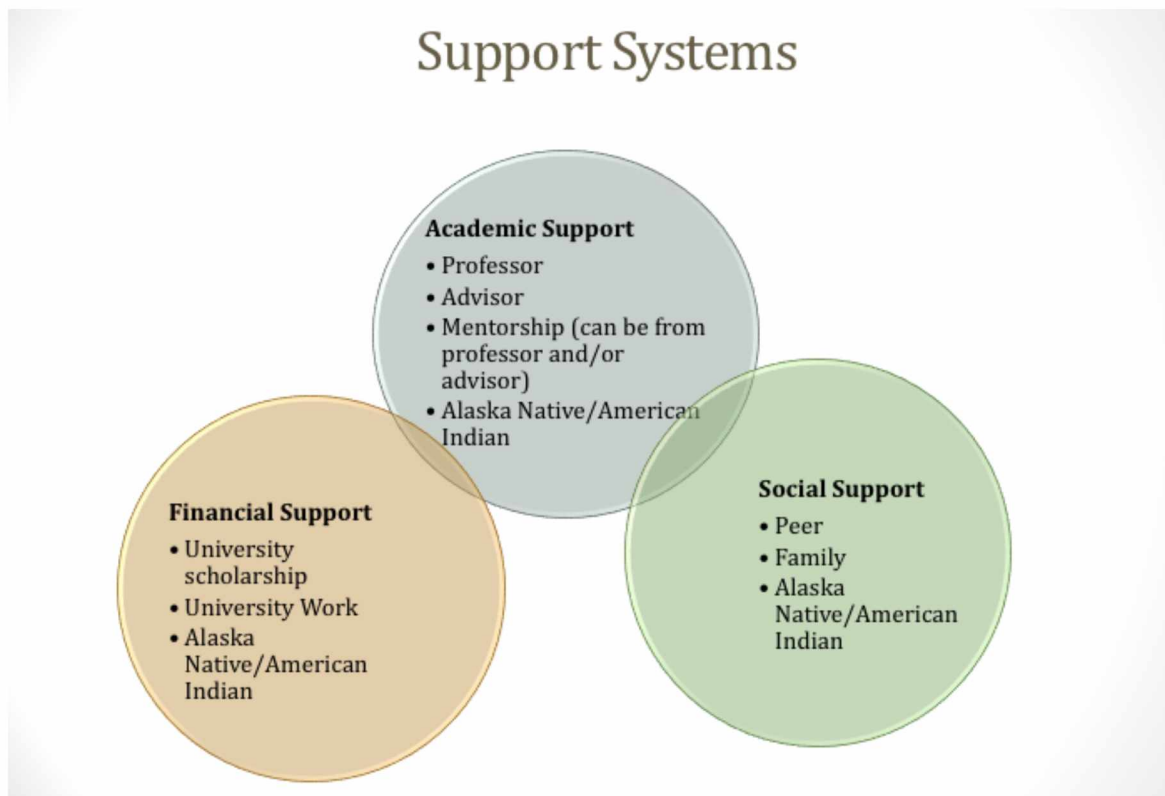 Support Systems
Academic Support
• Professor
• Advisor
• Mentorship (can be from
professor and/or
advisor)
• Alaska Native/American
Indian
Financial Support
• University
scholarship
• University Work
• Alaska
Native/American
Indian
Social Support
• Peer
• Family
• Alaska
Native/American
Indian